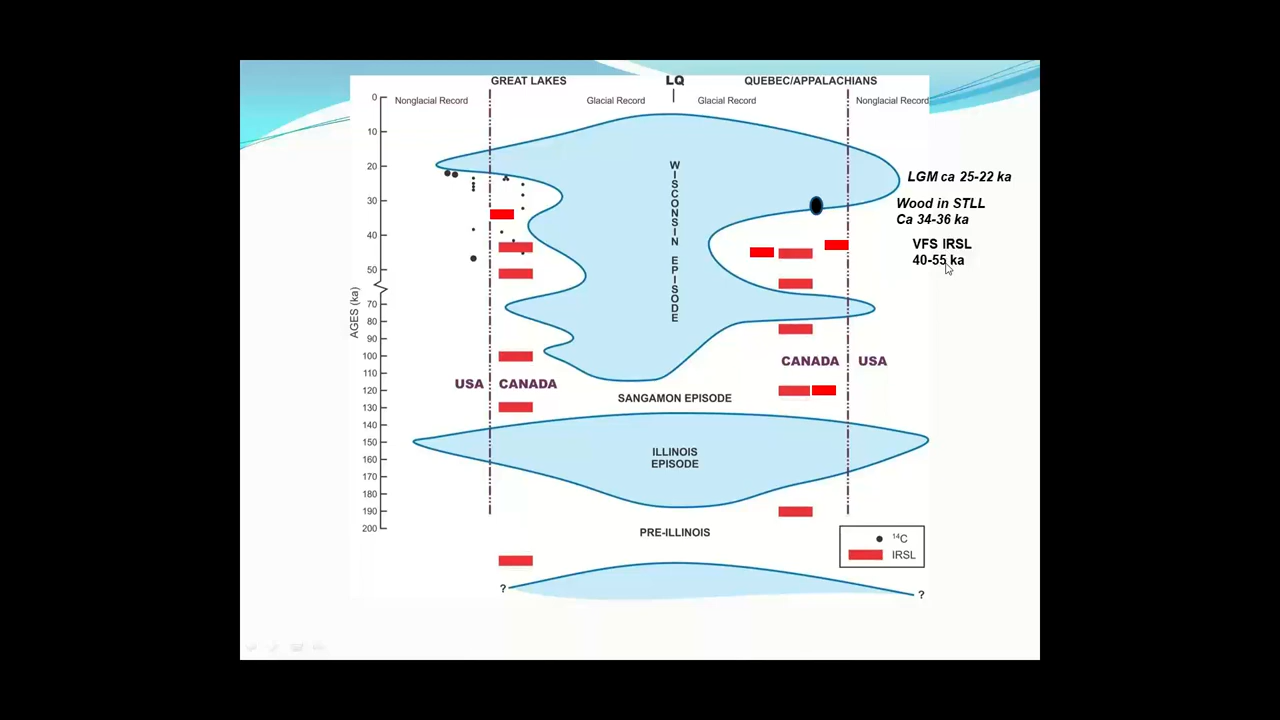 GREAT LAKES
LQ
QUEBEC/APPALACHIANS
Nonglacial Record
Glacial Record
Glacial Record
Nonglacial Record
0
10
20
30
40
50
70
80
90
100
110
120
130
140
150
160
170
180
190
200
AGES (ka)
WISCONSIN EPISODE
LGM ca 25-22 ka
Wood in STLL
Ca 34-36 ka
VFS IRSL
40-55 ka
USA
CANADA
CANADA
USA
SANGAMON EPISODE
ILLINOIS
EPISODE
PRE-ILLINOIS
14C
IRSL
?
?